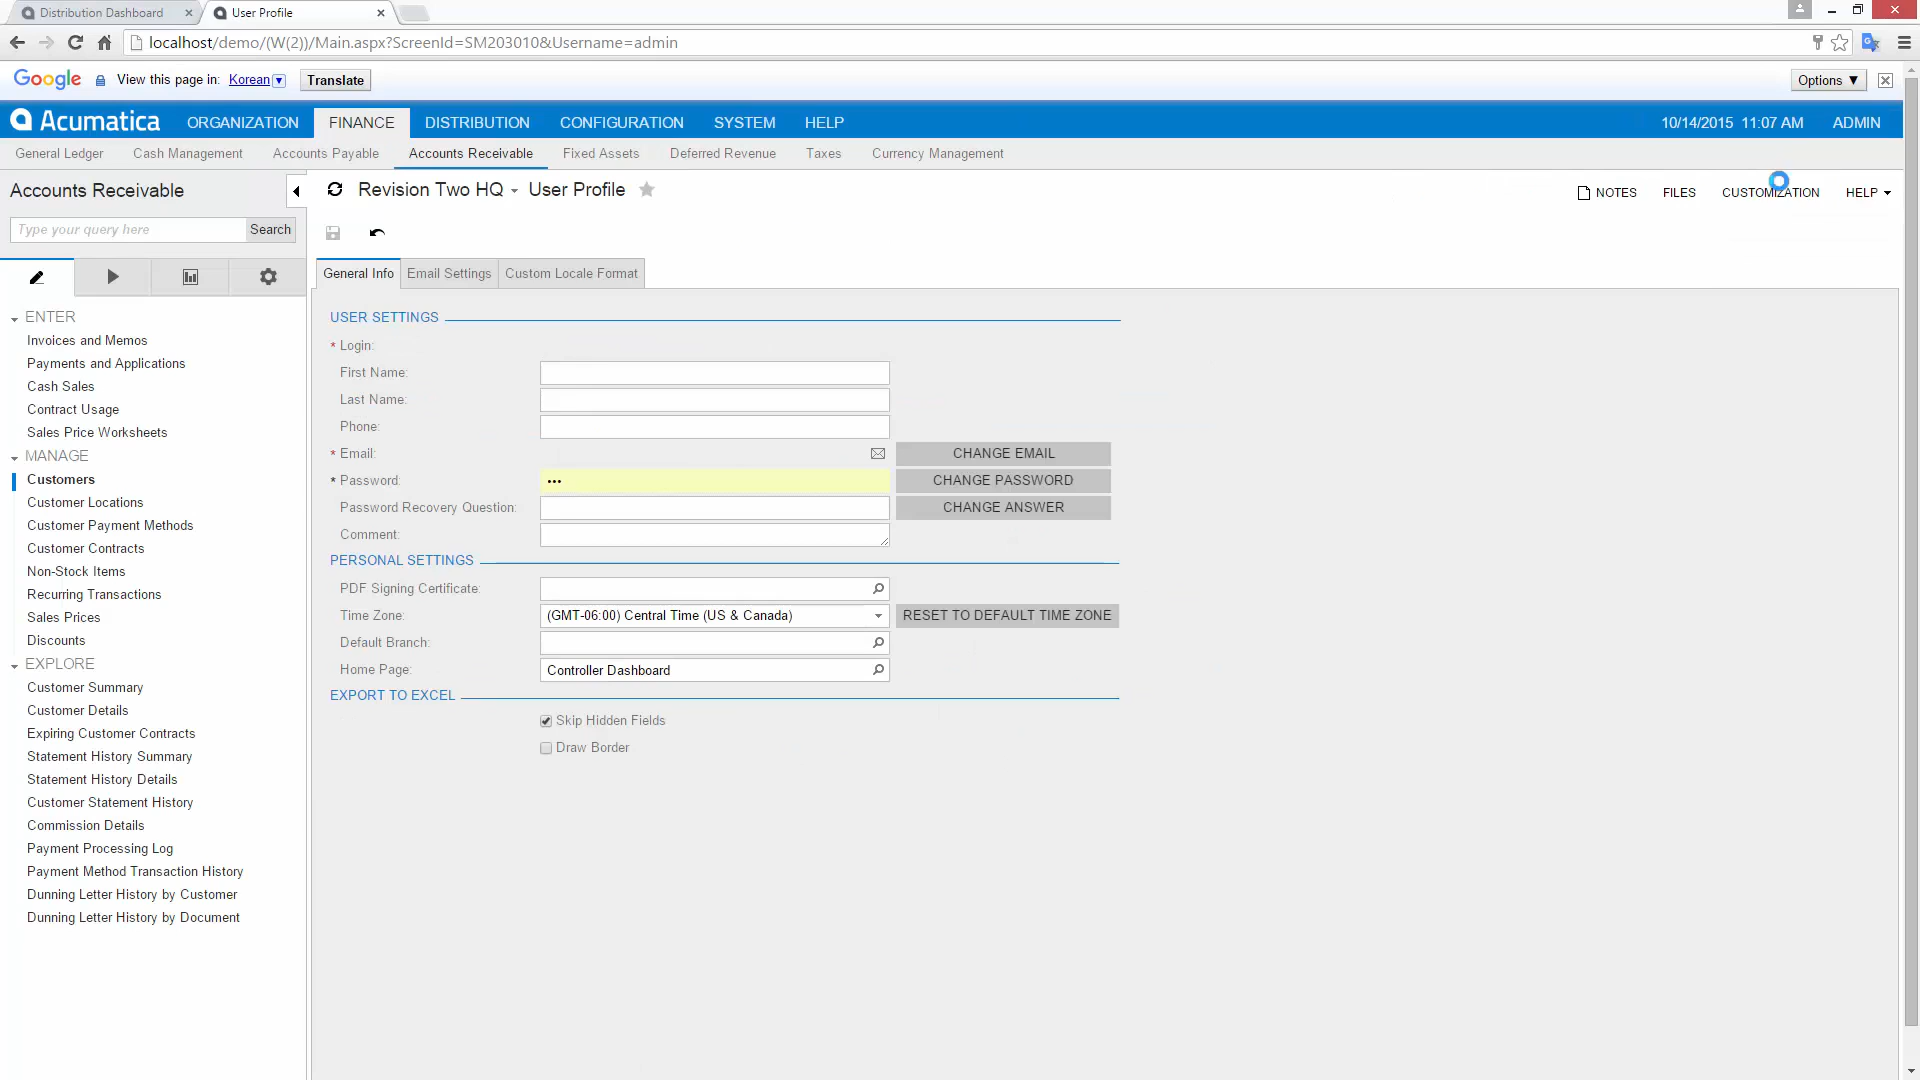 Distribution Dashboard
User Profile
localhost/demo/(W(2))/Main.aspx?ScreenId=SM203010&Username=admin
Google View this page in: Korean Translate Options ▼
Acumatica ORGANIZATION FINANCE DISTRIBUTION CONFIGURATION SYSTEM HELP 10/14/2015 11:07 AM ADMIN
General Ledger Cash Management Accounts Payable Accounts Receivable Fixed Assets Deferred Revenue Taxes Currency Management
Accounts Receivable
Revision Two HQ User Profile
NOTES FILES CUSTOMIZATION HELP
Type your query here Search
General Info Email Settings Custom Locale Format
ENTER
Invoices and Memos
Payments and Applications
Cash Sales
Contract Usage
Sales Price Worksheets
MANAGE
Customers
Customer Locations
Customer Payment Methods
Customer Contracts
Non-Stock Items
Recurring Transactions
Sales Prices
Discounts
EXPLORE
Customer Summary
Customer Details
Expiring Customer Contracts
Statement History Summary
Statement History Details
Customer Statement History
Commission Details
Payment Processing Log
Payment Method Transaction History
Dunning Letter History by Customer
Dunning Letter History by Document
USER SETTINGS
* Login:
First Name:
Last Name:
Phone:
* Email: CHANGE EMAIL
* Password: ••• CHANGE PASSWORD
Password Recovery Question: CHANGE ANSWER
Comment:
PERSONAL SETTINGS
PDF Signing Certificate:
Time Zone: (GMT-06:00) Central Time (US & Canada) RESET TO DEFAULT TIME ZONE
Default Branch:
Home Page: Controller Dashboard
EXPORT TO EXCEL
Skip Hidden Fields
Draw Border